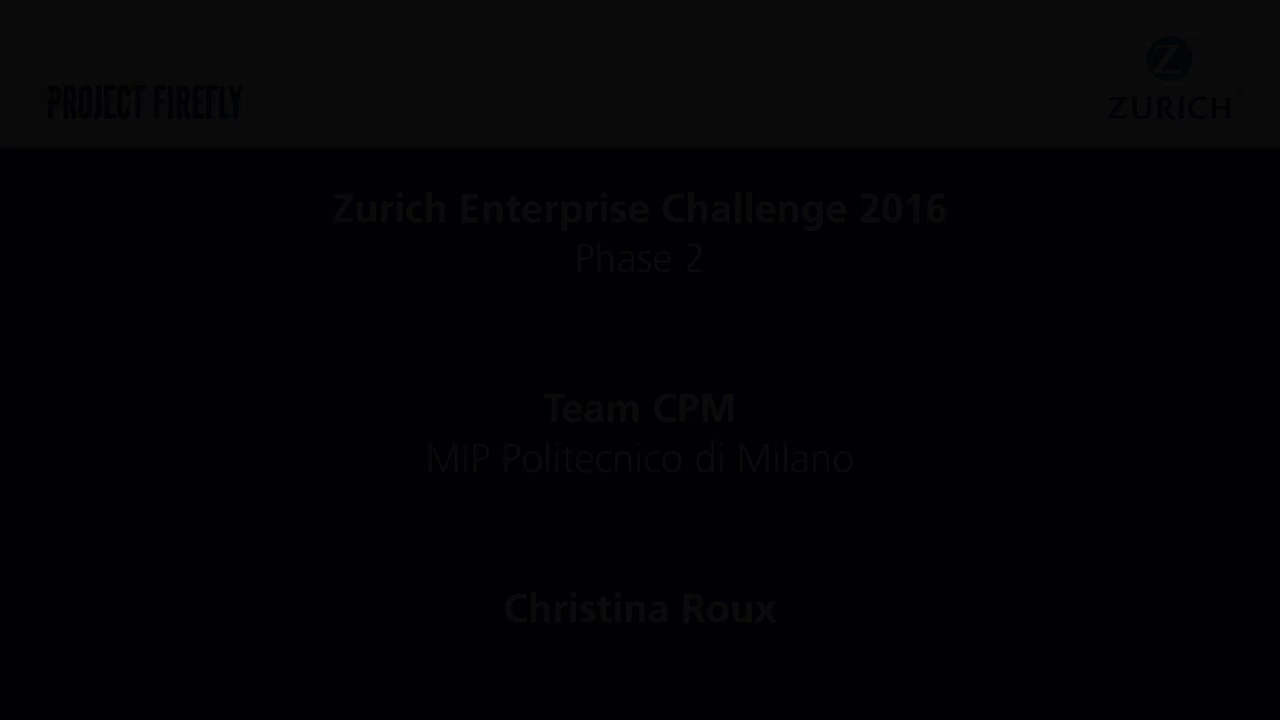 PROJECT FIREFLY
Z
ZURICH
Zurich Enterprise Challenge 2016
Phase 2
Team CPM
MIP Politecnico di Milano
Christina Roux